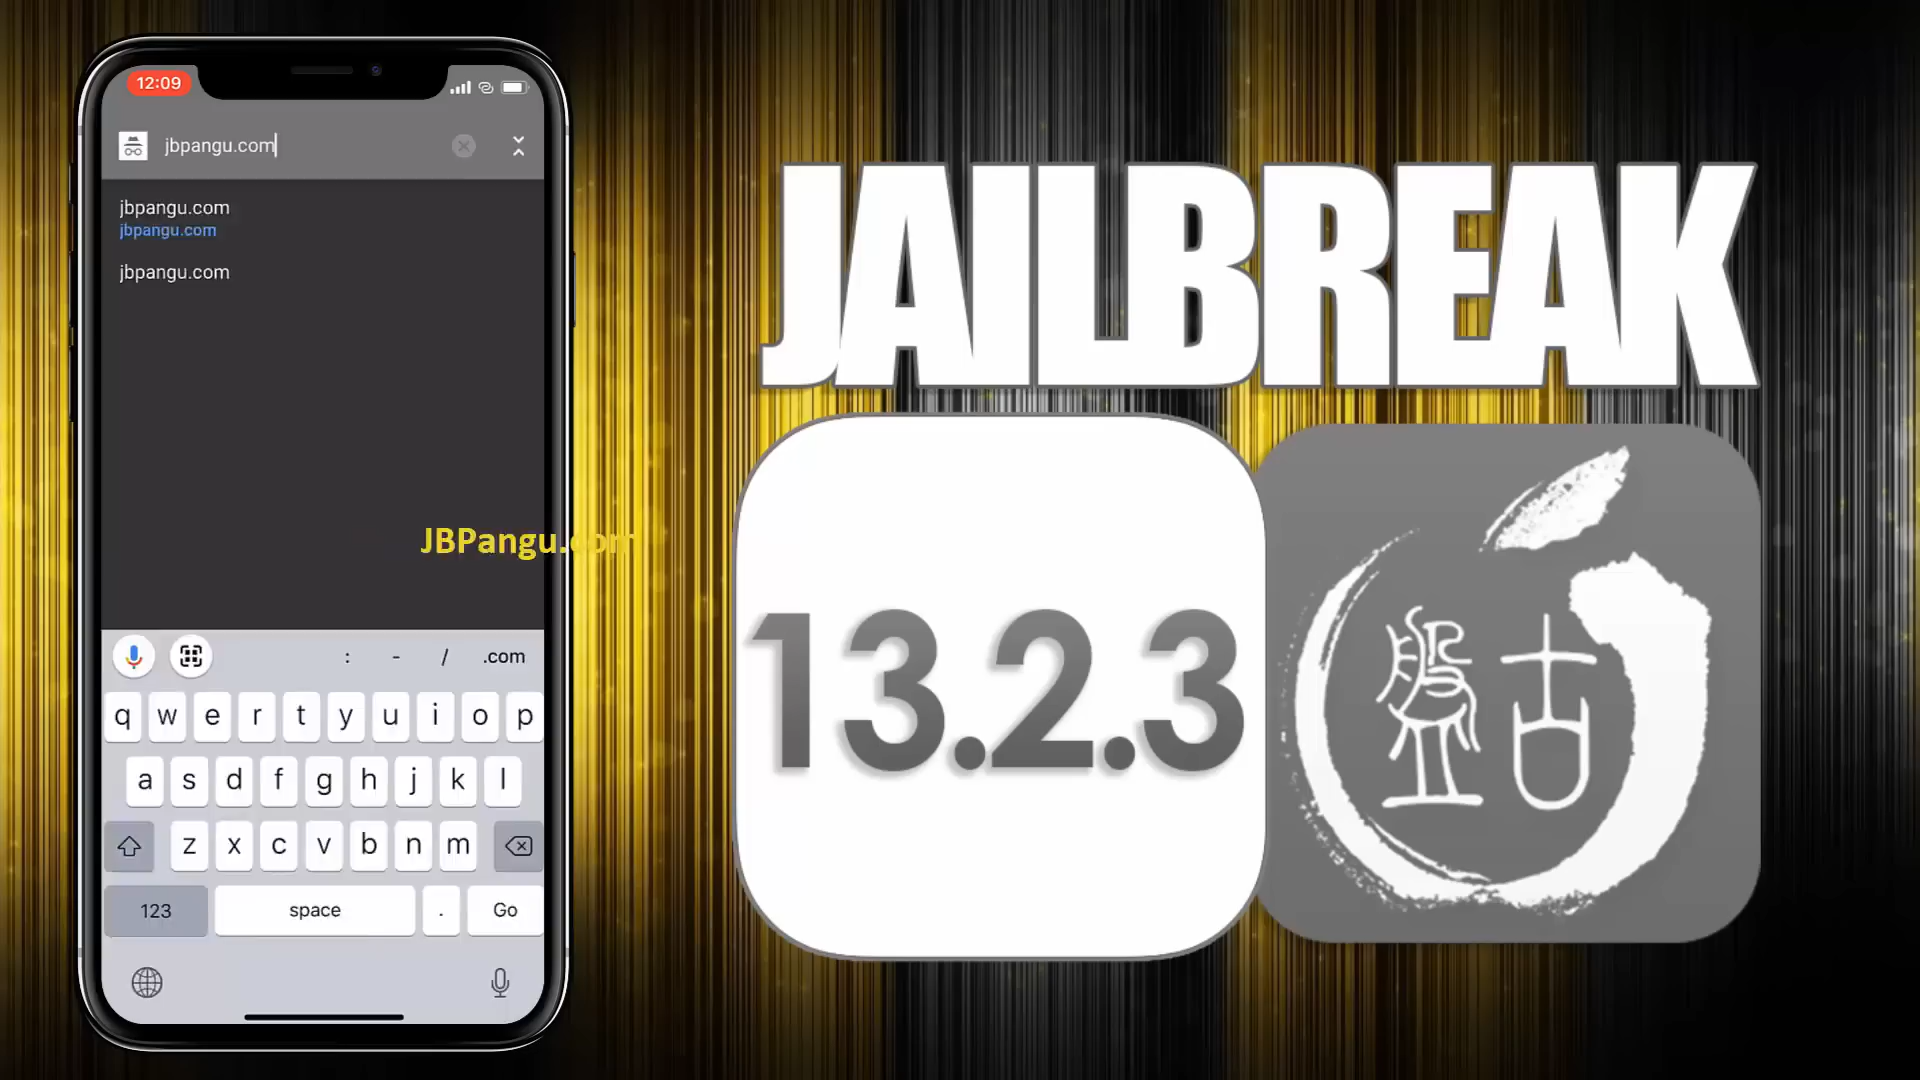 12:09
jbpangu.com
jbpangu.com
jbpangu.com
jbpangu.com
JBPangu.com
: - / .com
q w e r t y u i o p
a s d f g h j k l
z x c v b n m
123 space . Go
JAILBREAK
13.2.3
盤古